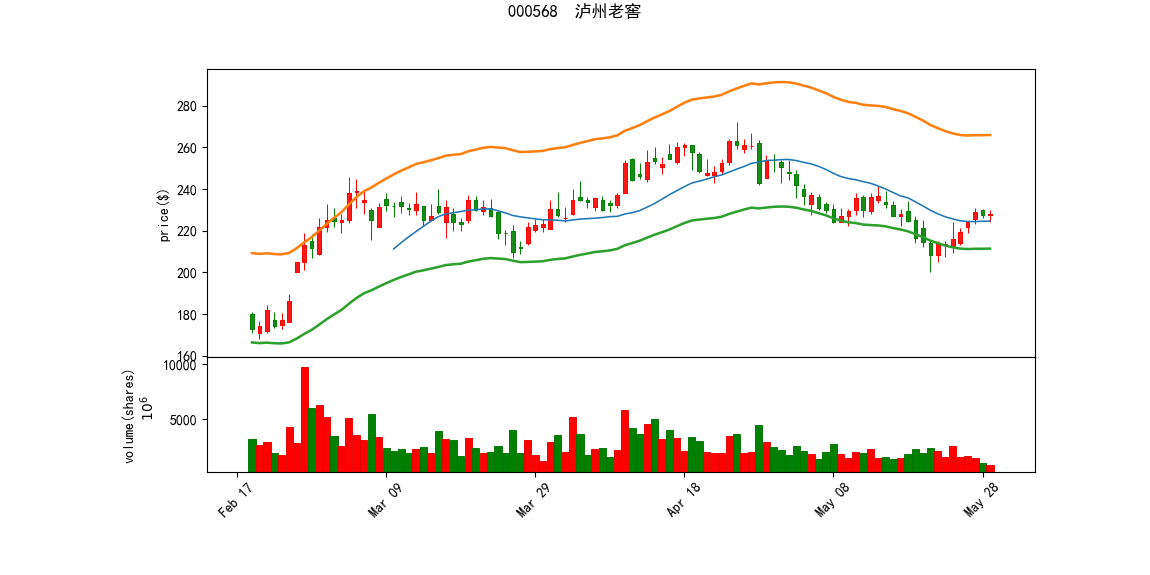 000568 泸州老窖
price($)
280
260
240
220
200
180
160
volume(shares)
10^6
10000
5000
Feb 17
Mar 09
Mar 29
Apr 18
May 08
May 28